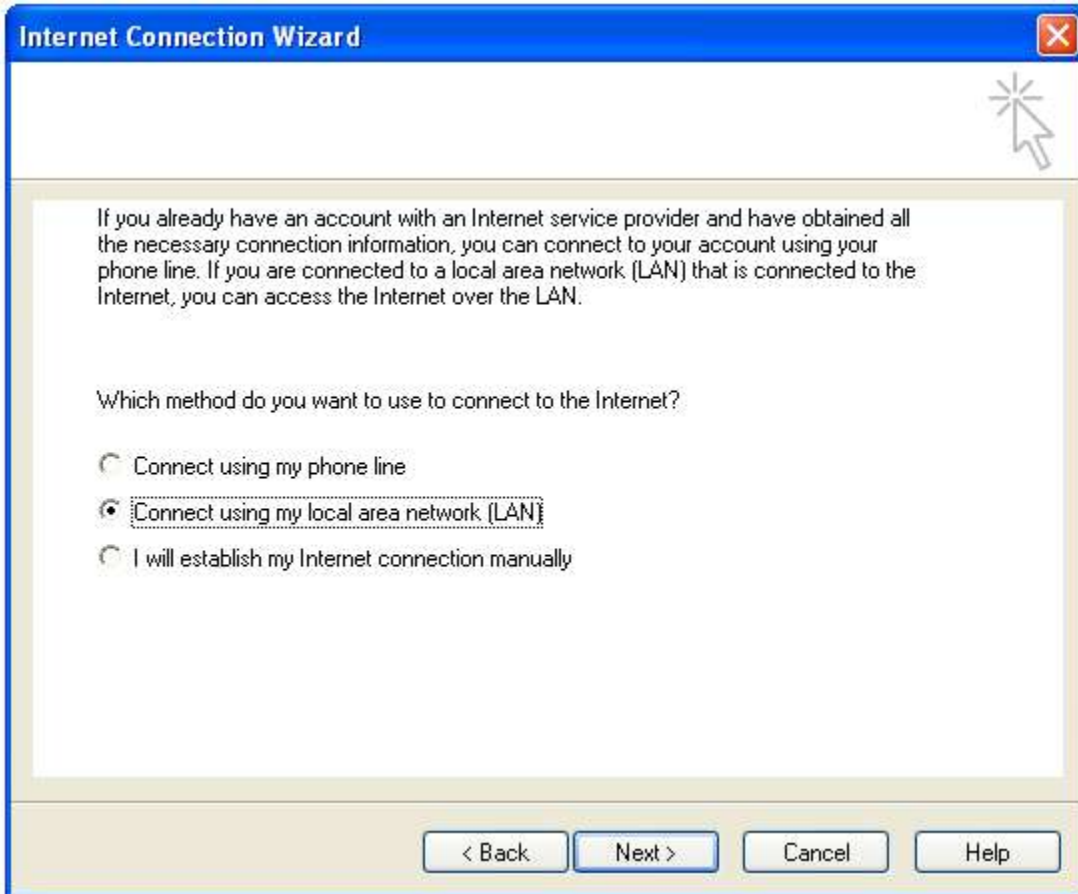 Internet Connection Wizard
If you already have an account with an Internet service provider and have obtained all
the necessary connection information, you can connect to your account using your
phone line. If you are connected to a local area network (LAN) that is connected to the
Internet, you can access the Internet over the LAN.
Which method do you want to use to connect to the Internet?
Connect using my phone line
Connect using my local area network (LAN)
I will establish my Internet connection manually
< Back Next > Cancel Help